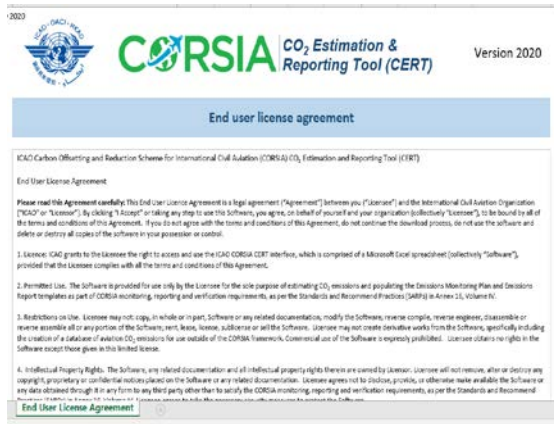 2020
ICAO · OACI · ИКАО
CORSIA
CO₂ Estimation &
Reporting Tool (CERT)
Version 2020
End user license agreement
ICAO Carbon Offsetting and Reduction Scheme for International Civil Aviation (CORSIA) CO₂ Estimation and Reporting Tool (CERT)
End User License Agreement
Please read this Agreement carefully: This End User License Agreement is a legal agreement ("Agreement") between you ("Licensee") and the International Civil Aviation Organization
("ICAO" or "Licensor"). By clicking "I Accept" or taking any step to use the Software, you agree, on behalf of yourself and your organization (collectively "Licensee"), to be bound by all of
the terms and conditions of this Agreement. If you do not agree with the terms and conditions of this Agreement, do not continue the download process, do not use the software and
delete or destroy all copies of the software in your possession or control.
1. Licence: ICAO grants to the Licensee the right to access and use the ICAO CORSIA CERT interface, which is comprised of a Microsoft Excel spreadsheet (collectively "Software"),
provided that the Licensee complies with all the terms and conditions of this Agreement.
2. Permitted Use. The Software is provided for use only by the Licensee for the sole purpose of estimating CO₂ emissions and populating the Emissions Monitoring Plan and Emissions
Report templates as part of CORSIA monitoring, reporting and verification requirements, as per the Standards and Recommend Practices (SARPs) in Annex 16, Volume IV.
3. Restrictions on Use. Licensee may not: copy, in whole or in part, Software or any related documentation, modify the Software, reverse compile, reverse engineer, disassemble or
reverse assemble all or any portion of the Software; rent, lease, license, sublicense or sell the Software. Licensee may not create derivative works from the Software, specifically including
the creation of a database of aviation CO₂ emissions for use outside of the CORSIA framework. Commercial use of the Software is expressly prohibited. Licensee obtains no rights in the
Software except those given in this limited license.
4. Intellectual Property Rights. The Software, any related documentation and all intellectual property rights therein are owned by Licensor. Licensee will not remove, alter or destroy any
copyright, proprietary or confidential notices placed on the Software or any related documentation. Licensee agrees not to disclose, provide, or otherwise make available the Software or
any data obtained through it in any form to any third party other than to satisfy the CORSIA monitoring, reporting and verification requirements, as per the Standards and Recommend
End User License Agreement